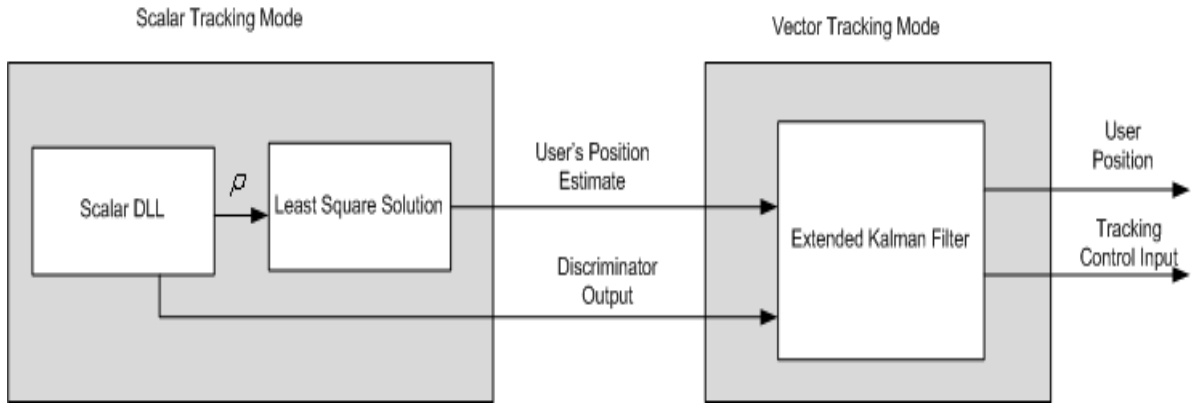 Scalar Tracking Mode
Vector Tracking Mode
Scalar DLL
ρ
Least Square Solution
User's Position
Estimate
Discriminator
Output
Extended Kalman Filter
User
Position
Tracking
Control Input